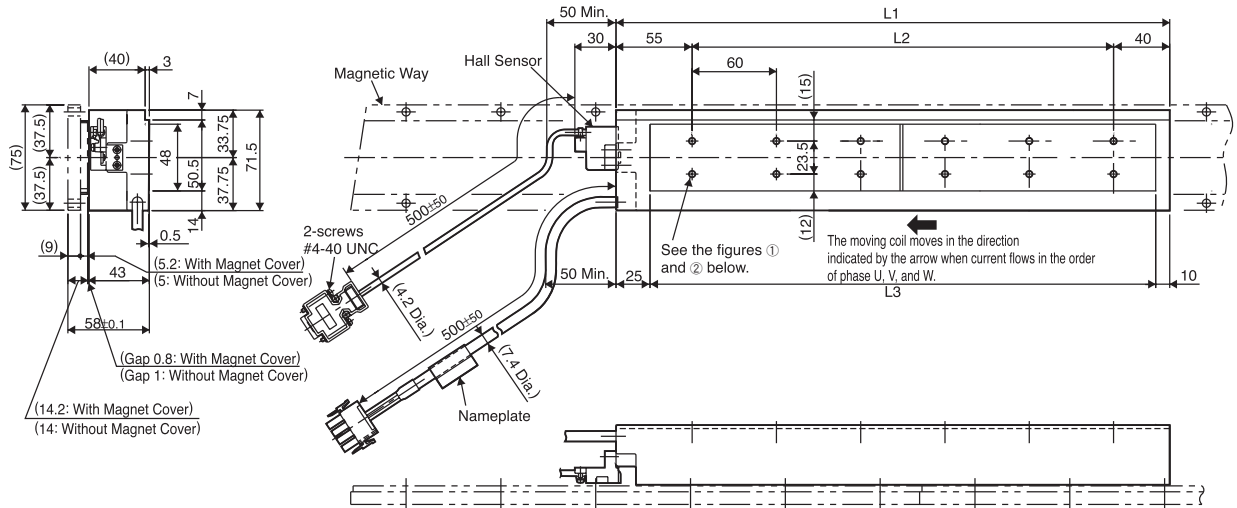 50 Min.
L1
30
55
L2
40
60
Hall Sensor
Magnetic Way
(40)
3
7
(15)
(75)
(37.5)
(37.5)
48
50.5
33.75
37.75
71.5
14
23.5
(12)
0.5
(9)
43
(5.2: With Magnet Cover)
(5: Without Magnet Cover)
58±0.1
(Gap 0.8: With Magnet Cover)
(Gap 1: Without Magnet Cover)
(14.2: With Magnet Cover)
(14: Without Magnet Cover)
500±50
2-screws
#4-40 UNC
(4.2 Dia.)
500±50
(7.4 Dia.)
Nameplate
50 Min.
25
L3
10
See the figures ①
and ② below.
The moving coil moves in the direction
indicated by the arrow when current flows in the order
of phase U, V, and W.